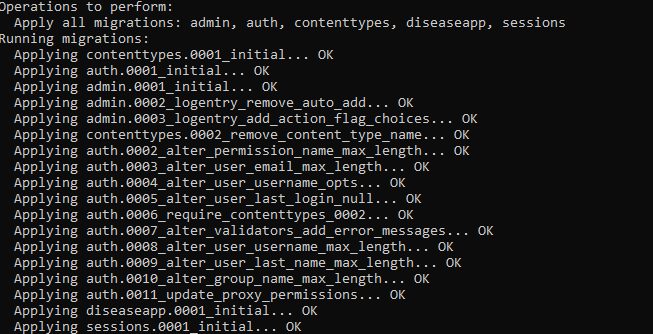 Operations to perform:
  Apply all migrations: admin, auth, contenttypes, diseaseapp, sessions
Running migrations:
  Applying contenttypes.0001_initial... OK
  Applying auth.0001_initial... OK
  Applying admin.0001_initial... OK
  Applying admin.0002_logentry_remove_auto_add... OK
  Applying admin.0003_logentry_add_action_flag_choices... OK
  Applying contenttypes.0002_remove_content_type_name... OK
  Applying auth.0002_alter_permission_name_max_length... OK
  Applying auth.0003_alter_user_email_max_length... OK
  Applying auth.0004_alter_user_username_opts... OK
  Applying auth.0005_alter_user_last_login_null... OK
  Applying auth.0006_require_contenttypes_0002... OK
  Applying auth.0007_alter_validators_add_error_messages... OK
  Applying auth.0008_alter_user_username_max_length... OK
  Applying auth.0009_alter_user_last_name_max_length... OK
  Applying auth.0010_alter_group_name_max_length... OK
  Applying auth.0011_update_proxy_permissions... OK
  Applying diseaseapp.0001_initial... OK
  Applying sessions.0001_initial... OK